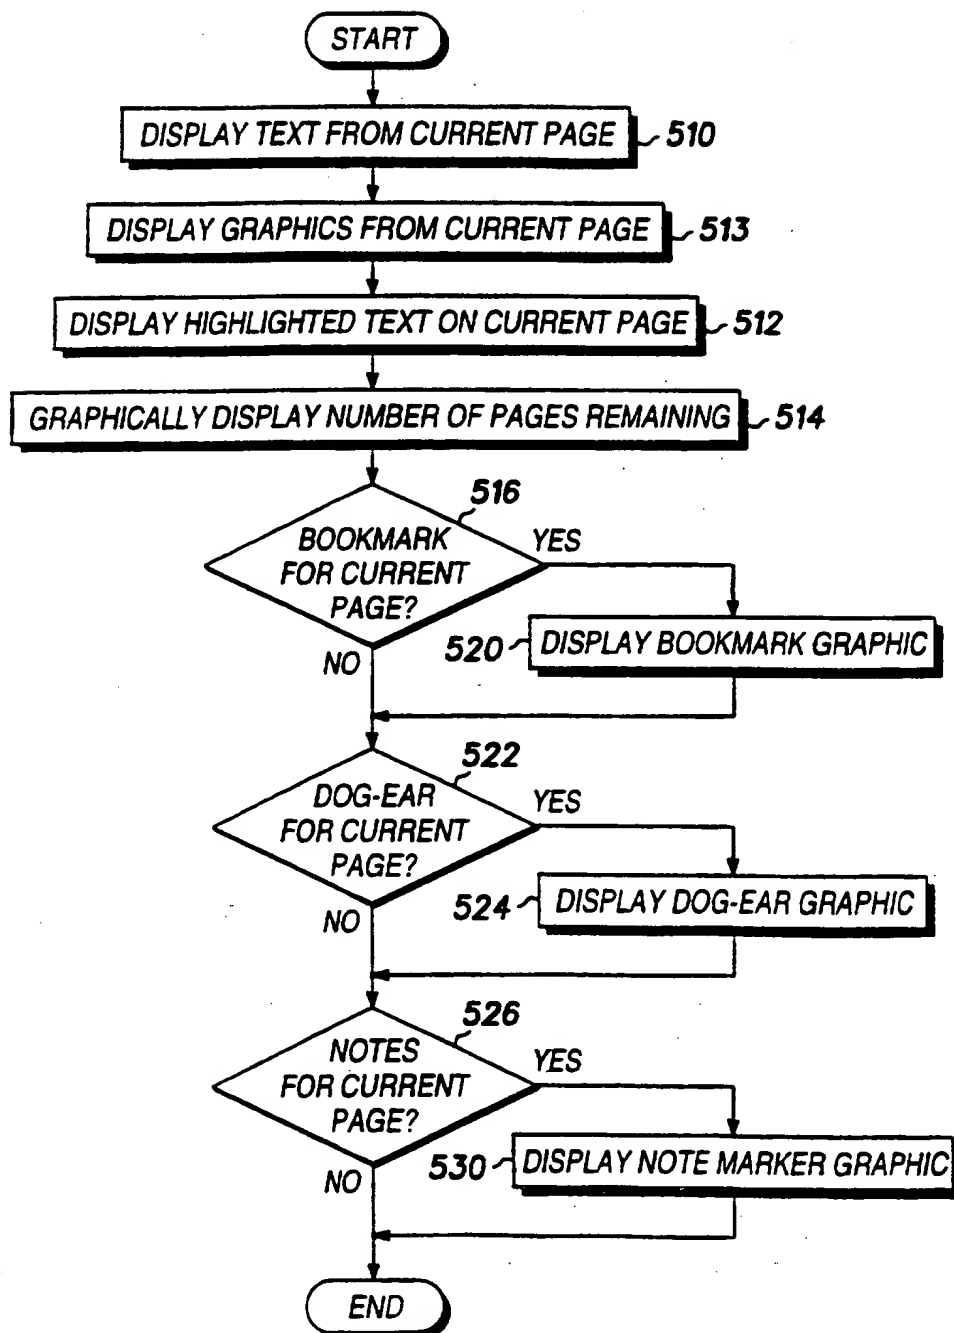 START
DISPLAY TEXT FROM CURRENT PAGE 510
DISPLAY GRAPHICS FROM CURRENT PAGE 513
DISPLAY HIGHLIGHTED TEXT ON CURRENT PAGE 512
GRAPHICALLY DISPLAY NUMBER OF PAGES REMAINING 514
516
BOOKMARK
FOR CURRENT
PAGE?
YES
NO
520 DISPLAY BOOKMARK GRAPHIC
522
DOG-EAR
FOR CURRENT
PAGE?
YES
NO
524 DISPLAY DOG-EAR GRAPHIC
526
NOTES
FOR CURRENT
PAGE?
YES
NO
530 DISPLAY NOTE MARKER GRAPHIC
END